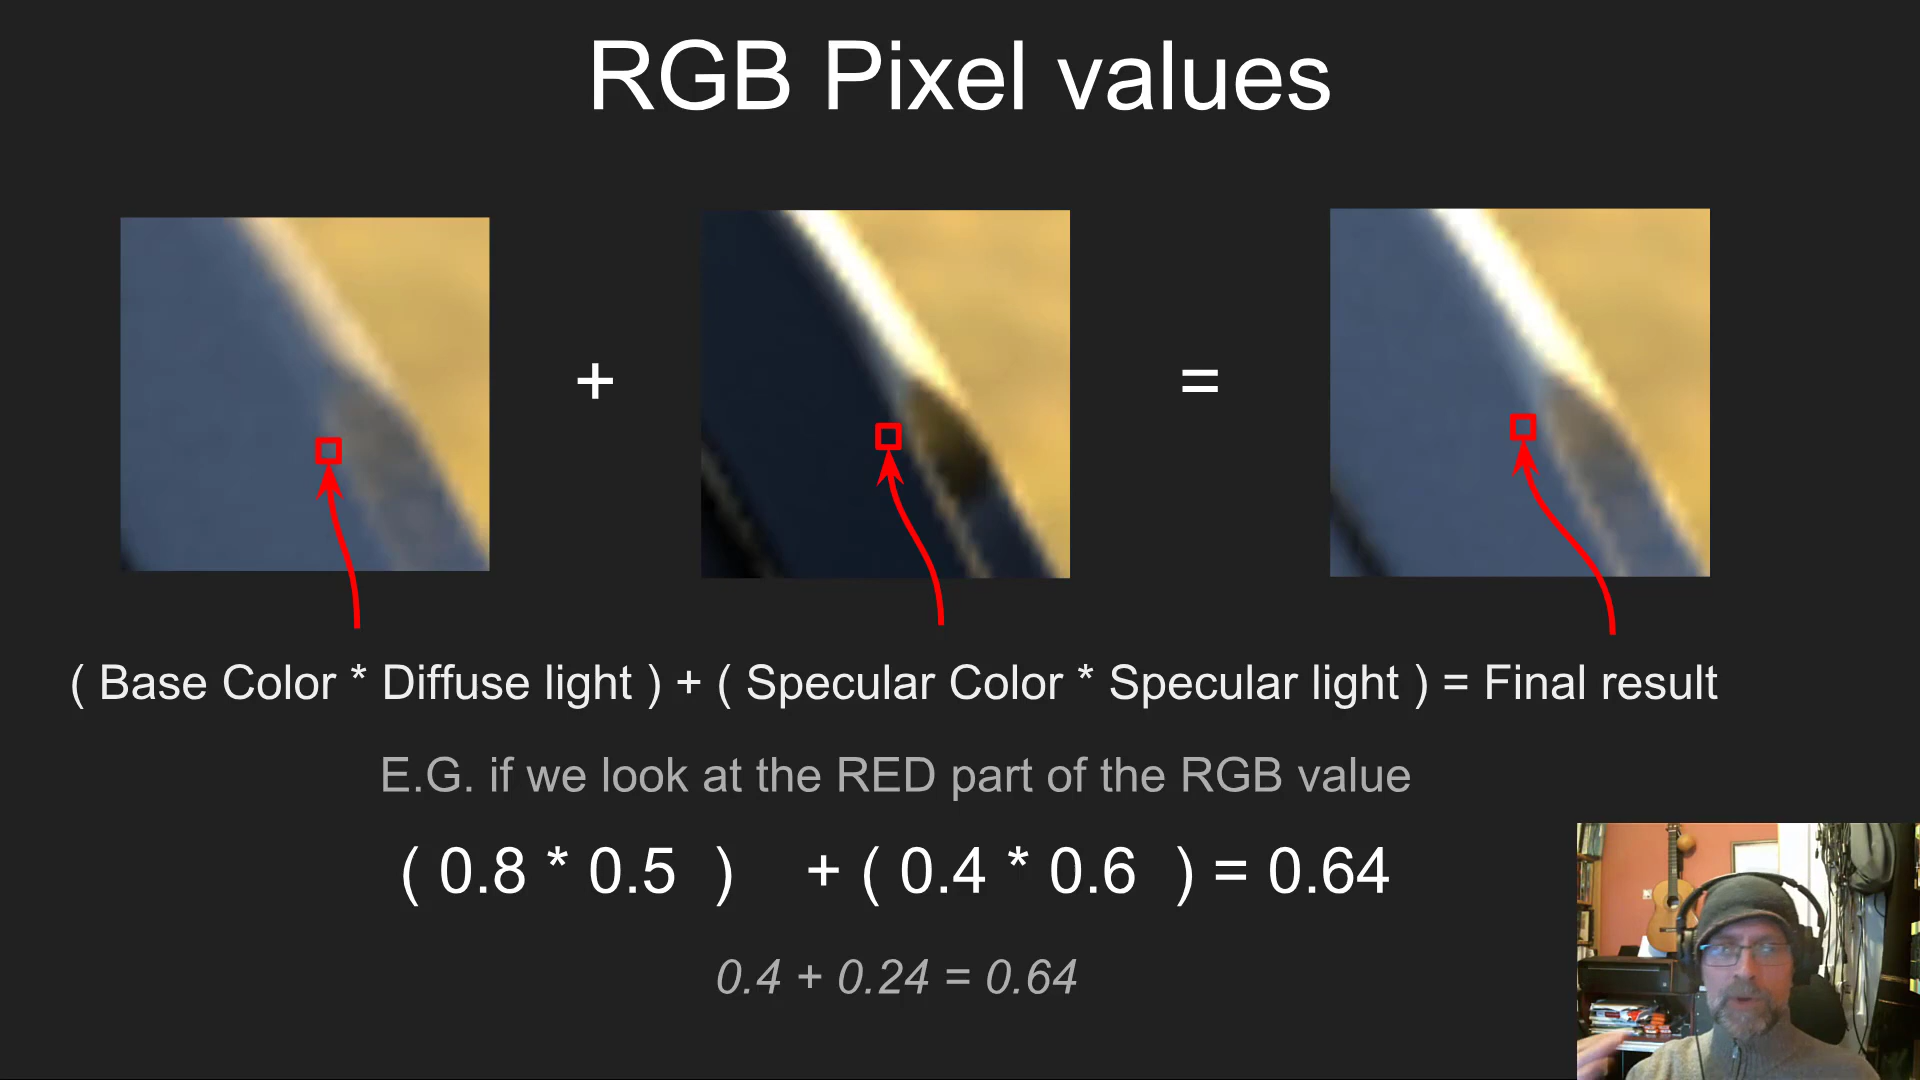 RGB Pixel values
+ =
( Base Color * Diffuse light ) + ( Specular Color * Specular light ) = Final result
E.G. if we look at the RED part of the RGB value
( 0.8 * 0.5 ) + ( 0.4 * 0.6 ) = 0.64
0.4 + 0.24 = 0.64